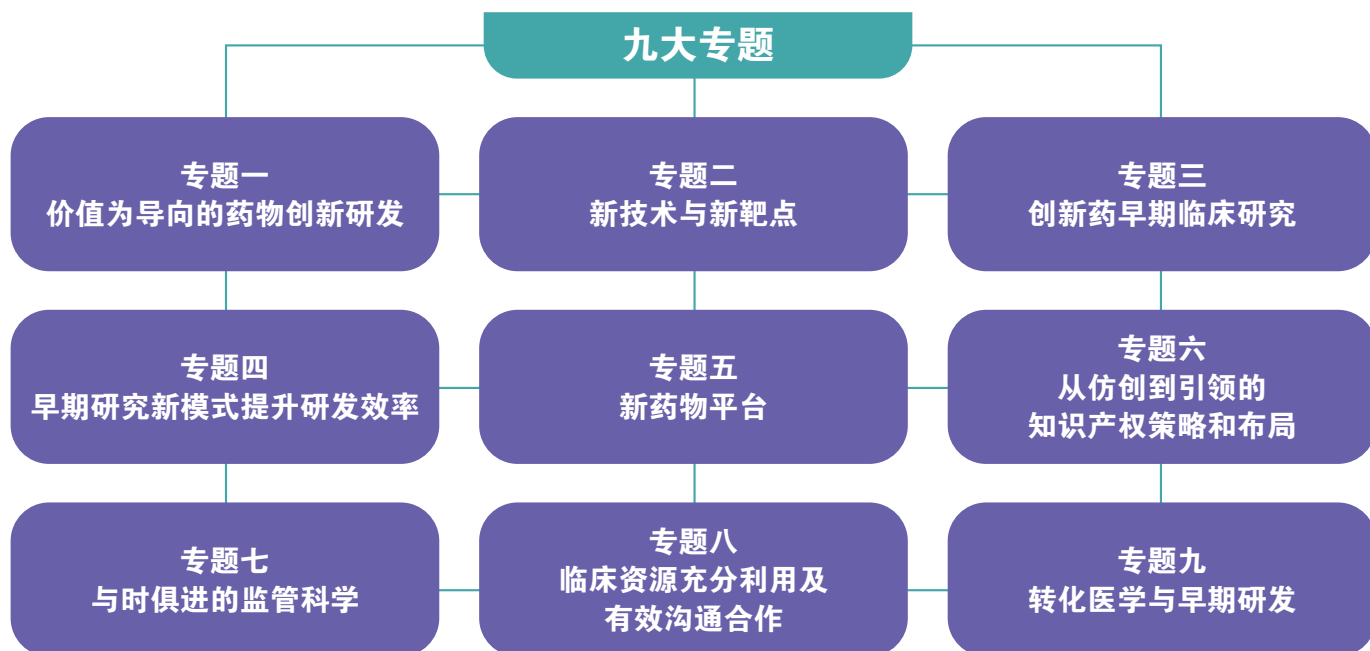 九大专题
专题一
价值为导向的药物创新研发
专题二
新技术与新靶点
专题三
创新药早期临床研究
专题四
早期研究新模式提升研发效率
专题五
新药物平台
专题六
从仿创到引领的
知识产权策略和布局
专题七
与时俱进的监管科学
专题八
临床资源充分利用及
有效沟通合作
专题九
转化医学与早期研发